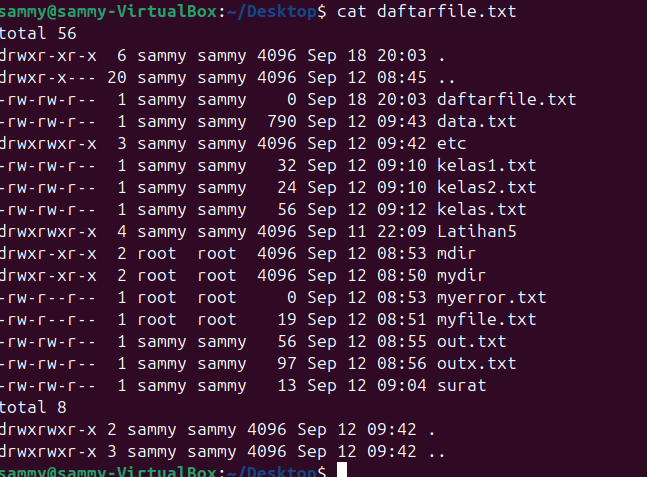 sammy@sammy-VirtualBox:~/Desktop$ cat daftarfile.txt
total 56
drwxr-xr-x  6 sammy sammy 4096 Sep 18 20:03 .
drwxr-x--- 20 sammy sammy 4096 Sep 12 08:45 ..
-rw-rw-r--  1 sammy sammy    0 Sep 18 20:03 daftarfile.txt
-rw-rw-r--  1 sammy sammy  790 Sep 12 09:43 data.txt
drwxrwxr-x  3 sammy sammy 4096 Sep 12 09:42 etc
-rw-rw-r--  1 sammy sammy   32 Sep 12 09:10 kelas1.txt
-rw-rw-r--  1 sammy sammy   24 Sep 12 09:10 kelas2.txt
-rw-rw-r--  1 sammy sammy   56 Sep 12 09:12 kelas.txt
drwxrwxr-x  4 sammy sammy 4096 Sep 11 22:09 Latihan5
drwxr-xr-x  2 root  root  4096 Sep 12 08:53 mdir
drwxr-xr-x  2 root  root  4096 Sep 12 08:50 mydir
-rw-r--r--  1 root  root     0 Sep 12 08:53 myerror.txt
-rw-r--r--  1 root  root    19 Sep 12 08:51 myfile.txt
-rw-rw-r--  1 sammy sammy   56 Sep 12 08:55 out.txt
-rw-rw-r--  1 sammy sammy   97 Sep 12 08:56 outx.txt
-rw-rw-r--  1 sammy sammy   13 Sep 12 09:04 surat
total 8
drwxrwxr-x 2 sammy sammy 4096 Sep 12 09:42 .
drwxrwxr-x 3 sammy sammy 4096 Sep 12 09:42 ..
sammy@sammy-VirtualBox:~/Desktop$